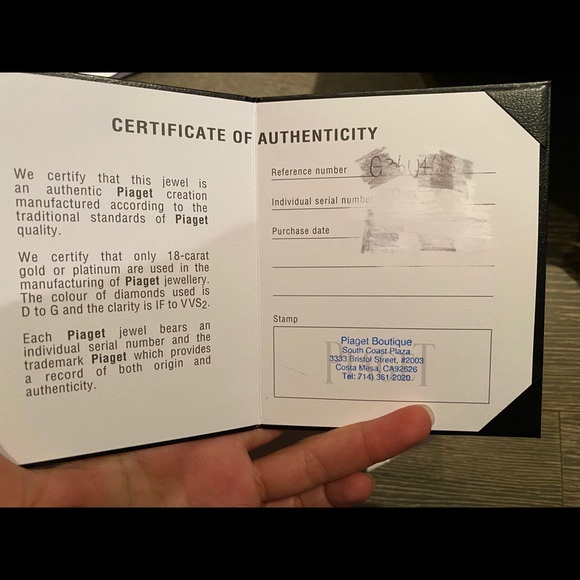 CERTIFICATE OF AUTHENTICITY
We certify that this jewel is
an authentic Piaget creation
manufactured according to the
traditional standards of Piaget
quality.
We certify that only 18-carat
gold or platinum are used in the
manufacturing of Piaget jewellery.
The colour of diamonds used is
D to G and the clarity is IF to VVS2.
Each Piaget jewel bears an
individual serial number and the
trademark Piaget which provides
a record of both origin and
authenticity.
Reference number
Individual serial numbe
Purchase date
Stamp
PIAGET
Piaget Boutique
South Coast Plaza
3333 Bristol Street, #2003
Costa Mesa, CA92626
Tel: 714) 361-2020